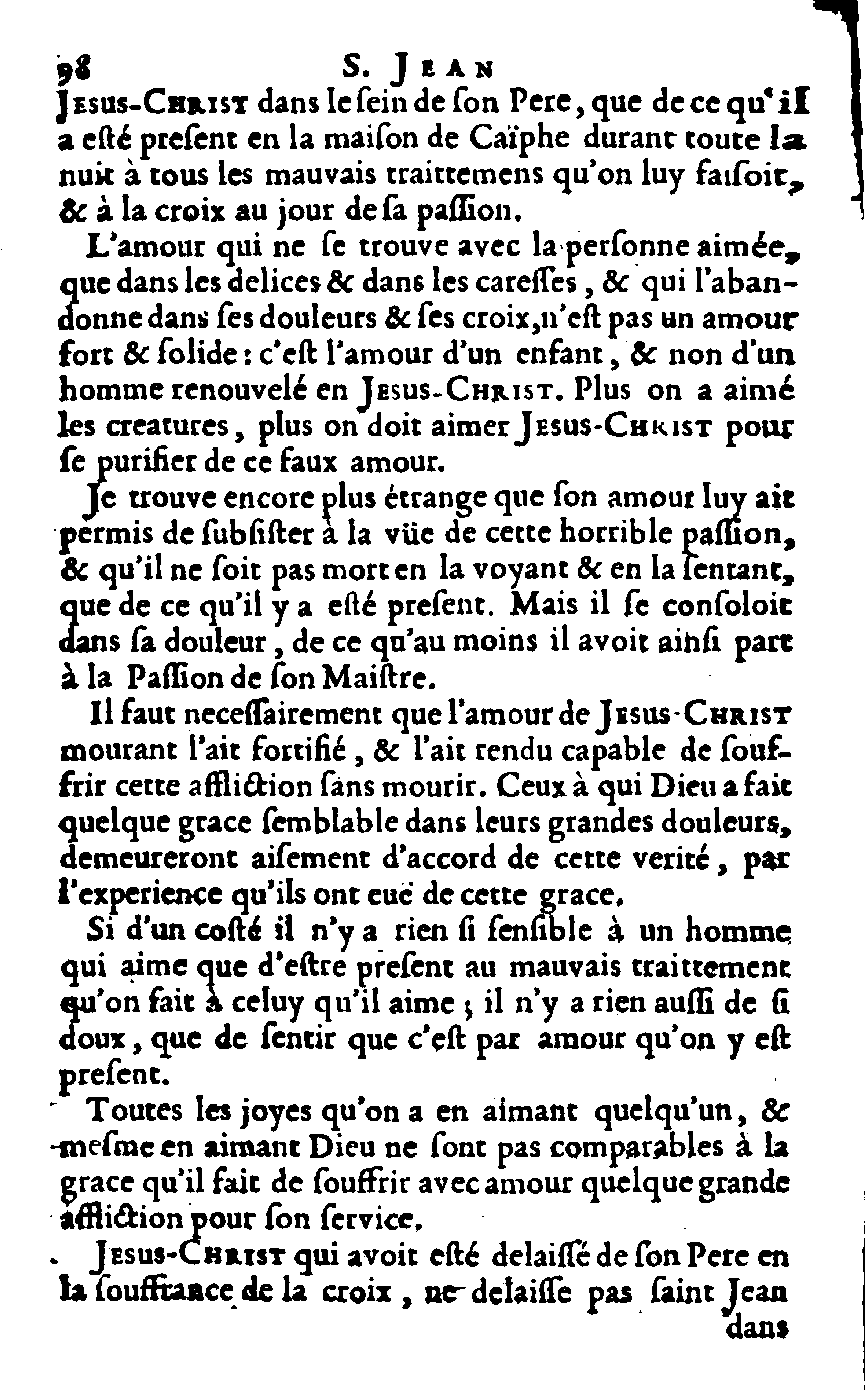 98 S. JEAN
JESUS-CHRIST dans le ſein de ſon Pere, que de ce qu'il
a eſté preſent en la maiſon de Caïphe durant toute la
nuit à tous les mauvais traittemens qu'on luy faiſoit,
& à la croix au jour de ſa paſſion.
L'amour qui ne ſe trouve avec la perſonne aimée,
que dans les delices & dans les careſſes, & qui l'aban-
donne dans ſes douleurs & ſes croix, n'eſt pas un amour
fort & ſolide: c'eſt l'amour d'un enfant, & non d'un
homme renouvelé en JESUS-CHRIST. Plus on a aimé
les creatures, plus on doit aimer JESUS-CHRIST pour
ſe purifier de ce faux amour.
Je trouve encore plus étrange que ſon amour luy ait
permis de ſubſiſter à la vüe de cette horrible paſſion,
& qu'il ne ſoit pas mort en la voyant & en la ſentant,
que de ce qu'il y a eſté preſent. Mais il ſe conſoloit
dans ſa douleur, de ce qu'au moins il avoit ainſi part
à la Paſſion de ſon Maiſtre.
Il faut neceſſairement que l'amour de JESUS-CHRIST
mourant l'ait fortifié, & l'ait rendu capable de ſouf-
frir cette affliction ſans mourir. Ceux à qui Dieu a fait
quelque grace ſemblable dans leurs grandes douleurs,
demeureront aiſement d'accord de cette verité, par
l'experience qu'ils ont euë de cette grace.
Si d'un coſté il n'y a rien ſi ſenſible à un homme
qui aime que d'eſtre preſent au mauvais traittement
qu'on fait à celuy qu'il aime; il n'y a rien auſſi de ſi
doux, que de ſentir que c'eſt par amour qu'on y eſt
preſent.
Toutes les joyes qu'on a en aimant quelqu'un, &
meſme en aimant Dieu ne ſont pas comparables à la
grace qu'il fait de ſouffrir avec amour quelque grande
affliction pour ſon ſervice.
JESUS-CHRIST qui avoit eſté delaiſſé de ſon Pere en
la ſouffrance de la croix, ne delaiſſe pas ſaint Jean
dans